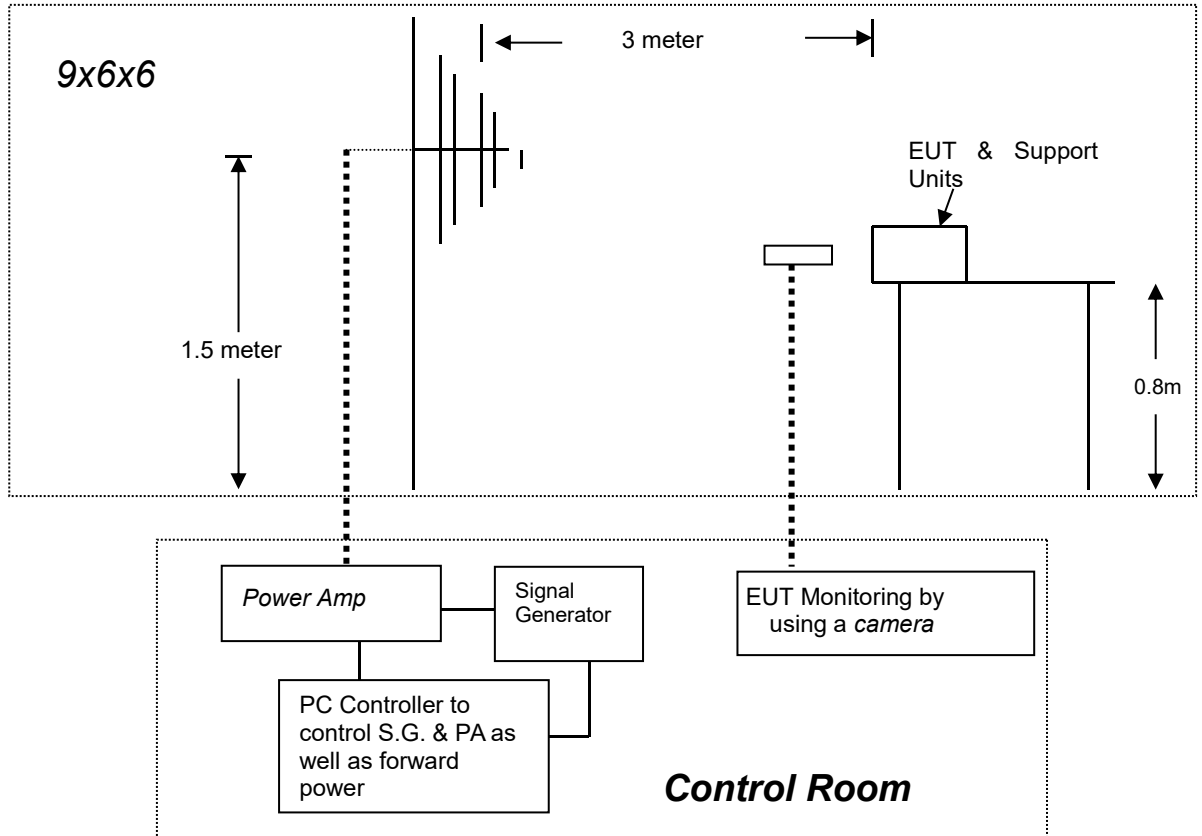 3 meter
9x6x6
EUT & Support
Units
1.5 meter
0.8m
Power Amp
Signal
Generator
EUT Monitoring by
using a camera
PC Controller to
control S.G. & PA as
well as forward
power
Control Room